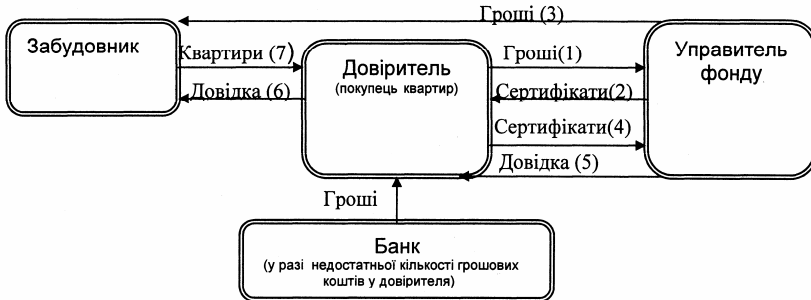 Гроші (3)
Забудовник
Квартири (7)
Довідка (6)
Довіритель
(покупець квартир)
Гроші(1)
Сертифікати(2)
Сертифікати(4)
Довідка (5)
Управитель
фонду
Гроші
Банк
(у разі недостатньої кількості грошових
коштів у довірителя)